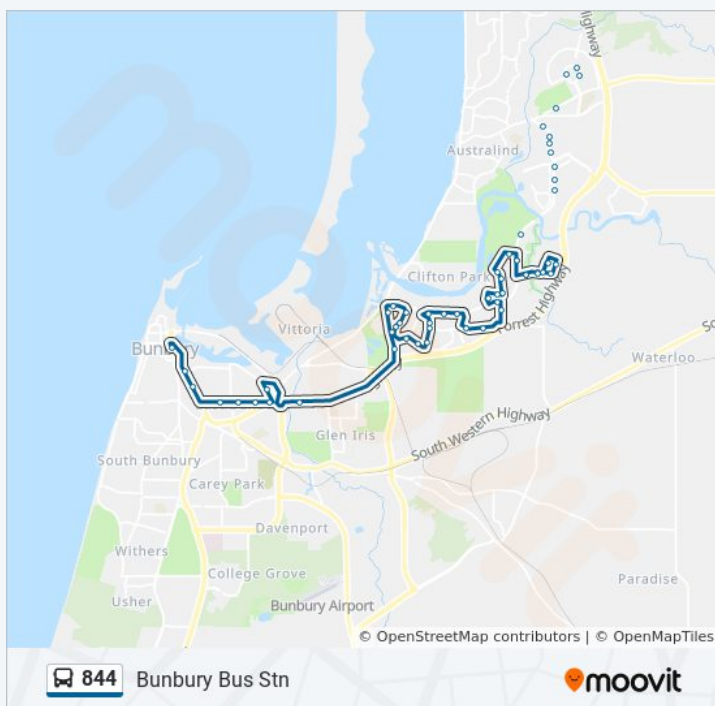 Highway
Australind
Clifton Park
Forrest Highway
Vittoria
Bunbury
Waterloo
Glen Iris
South Western Highway
South Bunbury
Carey Park
Davenport
Withers
College Grove
Paradise
Usher
Bunbury Airport
© OpenStreetMap contributors | © OpenMapTiles
844 Bunbury Bus Stn
moovit